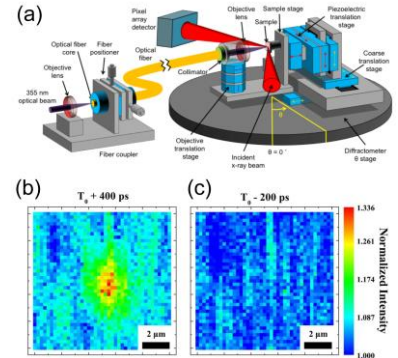 (a)
Pixel
array
detector
Objective
lens
Sample
Sample stage
Piezoelectric
translation
stage
Optical fiber
core
Fiber
positioner
Optical
fiber
Objective
lens
Collimator
Coarse
translation
stage
355 nm
optical beam
Fiber coupler
Objective
translation
stage
Incident
x-ray beam
θ
θ = 0 °
Diffractometer
θ stage
(b)
T₀ + 400 ps
(c)
T₀ - 200 ps
1.336
1.261
1.174
1.087
1.000
Normalized Intensity
2 μm
2 μm